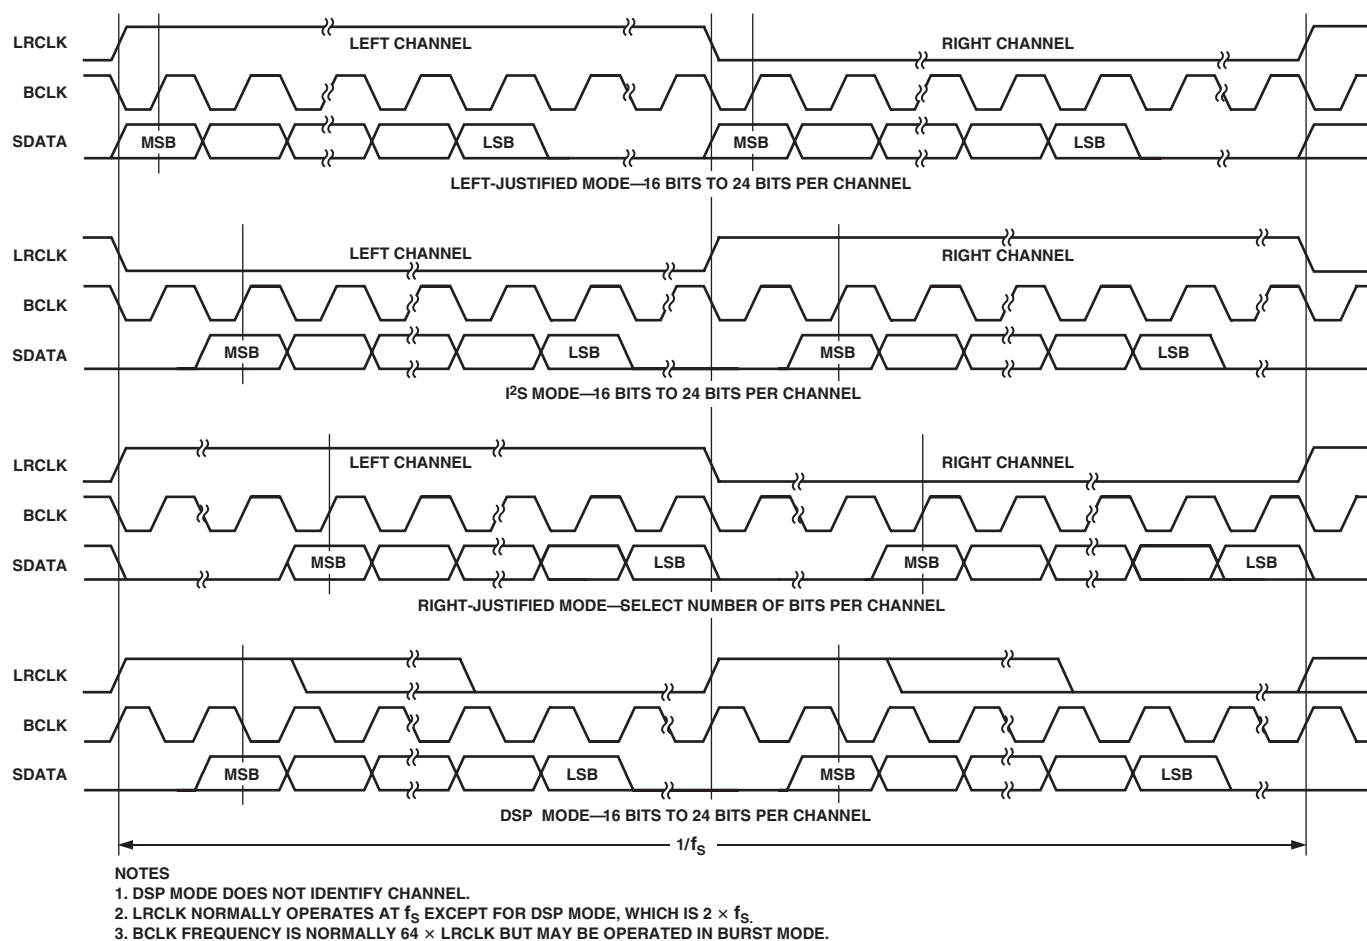 LRCLK
LEFT CHANNEL
RIGHT CHANNEL
BCLK
SDATA
MSB
LSB
MSB
LSB
LEFT-JUSTIFIED MODE—16 BITS TO 24 BITS PER CHANNEL
LRCLK
LEFT CHANNEL
RIGHT CHANNEL
BCLK
SDATA
MSB
LSB
MSB
LSB
I²S MODE—16 BITS TO 24 BITS PER CHANNEL
LRCLK
LEFT CHANNEL
RIGHT CHANNEL
BCLK
SDATA
MSB
LSB
MSB
LSB
RIGHT-JUSTIFIED MODE—SELECT NUMBER OF BITS PER CHANNEL
LRCLK
BCLK
SDATA
MSB
LSB
MSB
LSB
DSP MODE—16 BITS TO 24 BITS PER CHANNEL
1/fS
NOTES
1. DSP MODE DOES NOT IDENTIFY CHANNEL.
2. LRCLK NORMALLY OPERATES AT fS EXCEPT FOR DSP MODE, WHICH IS 2 × fS.
3. BCLK FREQUENCY IS NORMALLY 64 × LRCLK BUT MAY BE OPERATED IN BURST MODE.